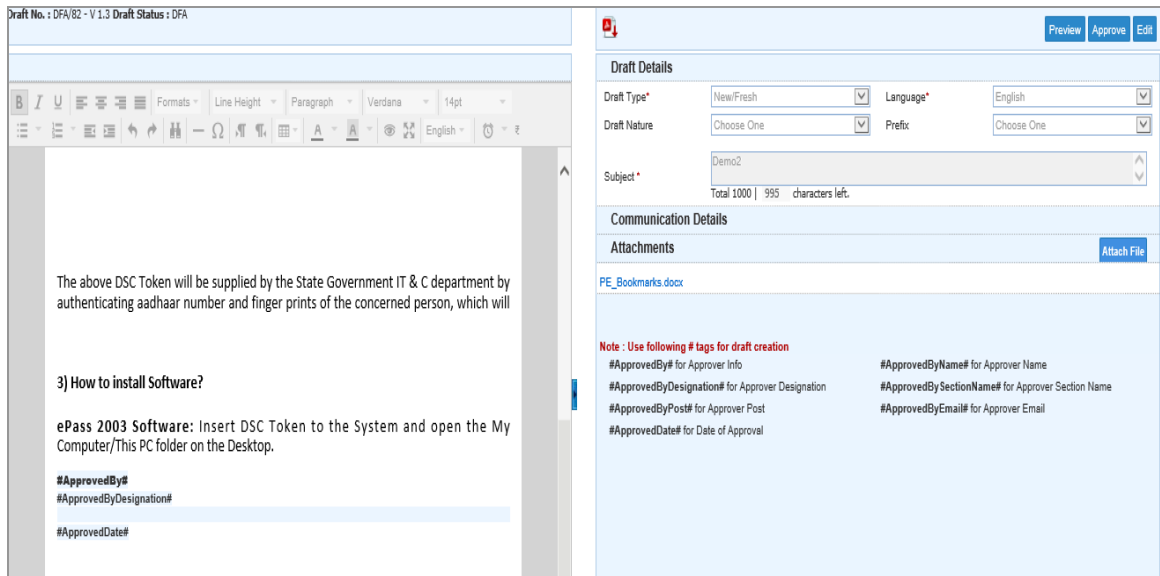 Draft No. : DFA/82 - V 1.3 Draft Status : DFA
B I U Formats Line Height Paragraph Verdana 14pt
Ω ¶ A A English ₹
The above DSC Token will be supplied by the State Government IT & C department by
authenticating aadhaar number and finger prints of the concerned person, which will
3) How to install Software?
ePass 2003 Software: Insert DSC Token to the System and open the My
Computer/This PC folder on the Desktop.
#ApprovedBy#
#ApprovedByDesignation#
#ApprovedDate#
Preview Approve Edit
Draft Details
Draft Type* New/Fresh Language* English
Draft Nature Choose One Prefix Choose One
Subject * Demo2
Total 1000 | 995 characters left.
Communication Details
Attachments Attach File
PE_Bookmarks.docx
Note : Use following # tags for draft creation
#ApprovedBy# for Approver Info #ApprovedByName# for Approver Name
#ApprovedByDesignation# for Approver Designation #ApprovedBySectionName# for Approver Section Name
#ApprovedByPost# for Approver Post #ApprovedByEmail# for Approver Email
#ApprovedDate# for Date of Approval